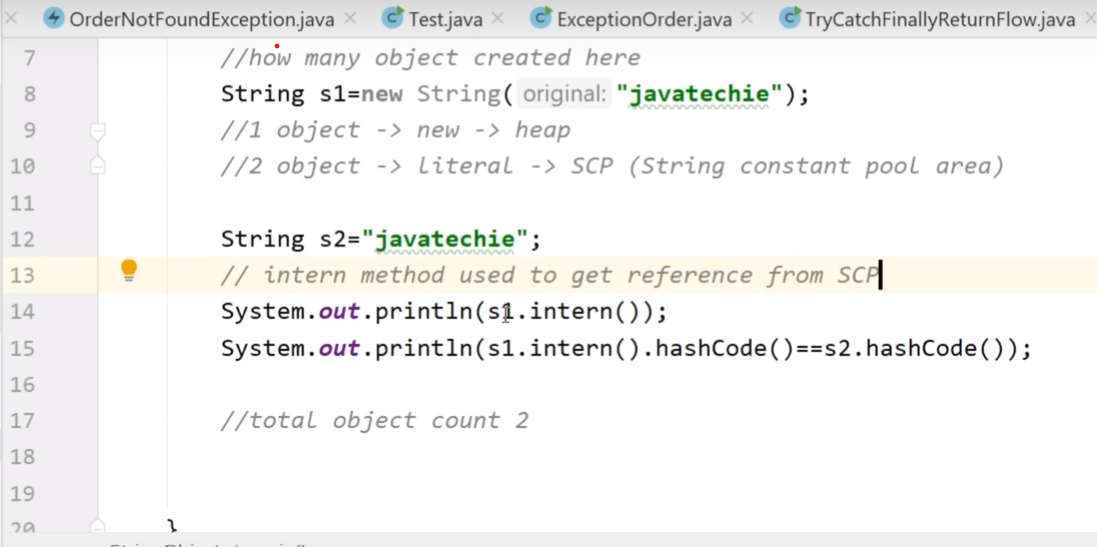 OrderNotFoundException.java × Test.java × ExceptionOrder.java × TryCatchFinallyReturnFlow.java ×
7 //how many object created here
8 String s1=new String( original: "javatechie");
9 //1 object -> new -> heap
10 //2 object -> literal -> SCP (String constant pool area)
11
12 String s2="javatechie";
13 // intern method used to get reference from SCP
14 System.out.println(s1.intern());
15 System.out.println(s1.intern().hashCode()==s2.hashCode());
16
17 //total object count 2
18
19
20 }